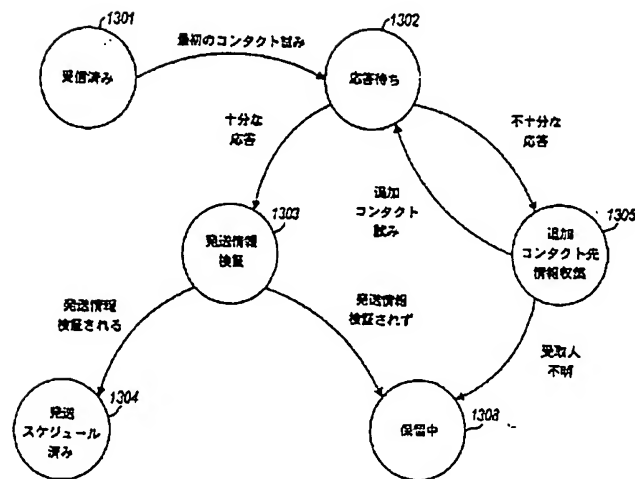 1301
受信済み
最初のコンタクト試み
1302
応答待ち
十分な
応答
不十分な
応答
追加
コンタクト
試み
1303
発送情報
検証
1305
追加
コンタクト先
情報収集
発送情報
検証される
発送情報
検証されず
受取人
不明
1304
発送
スケジュール
済み
保留中
1308